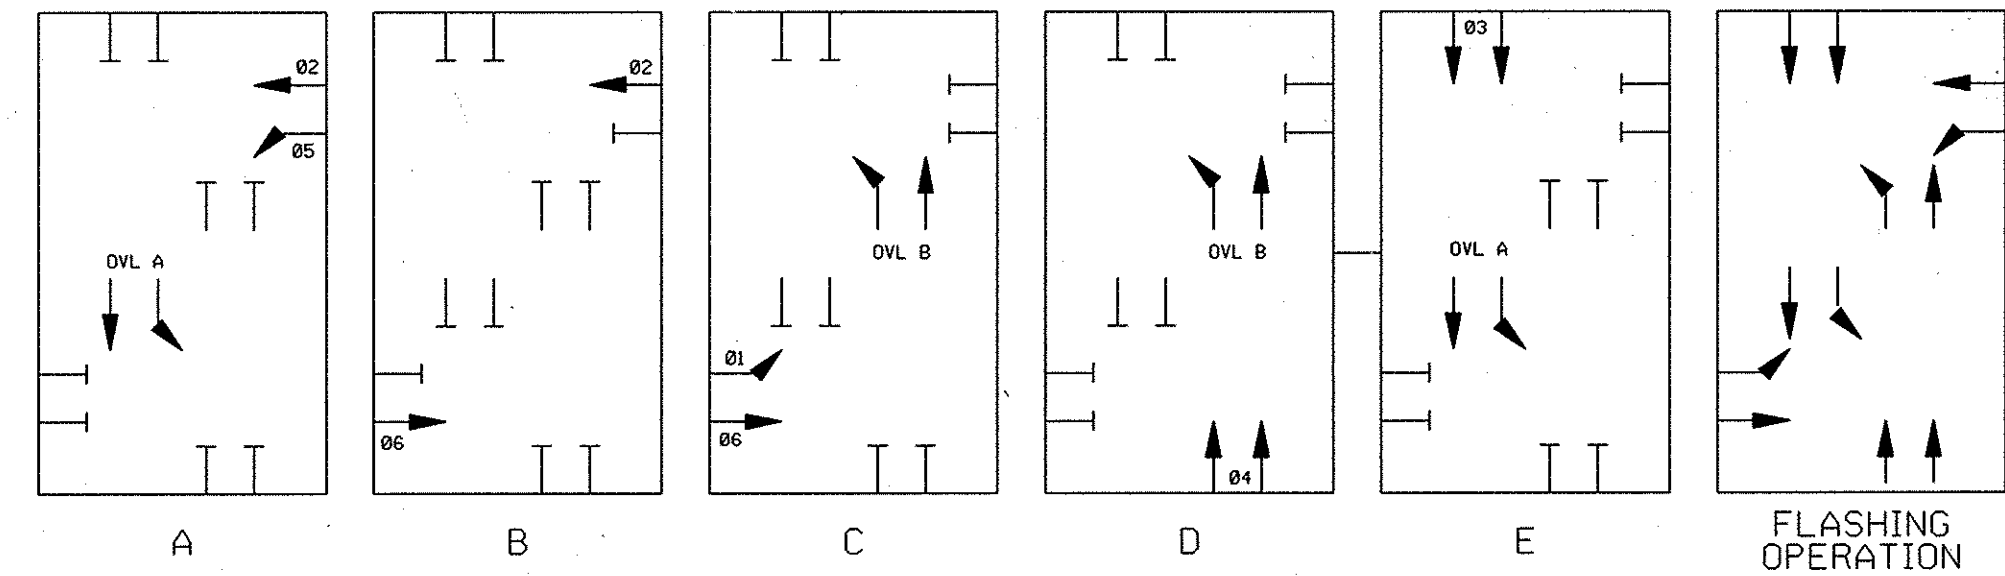 02
05
OVL A
A
02
06
B
OVL B
01
06
C
OVL B
04
D
03
OVL A
E
FLASHING
OPERATION